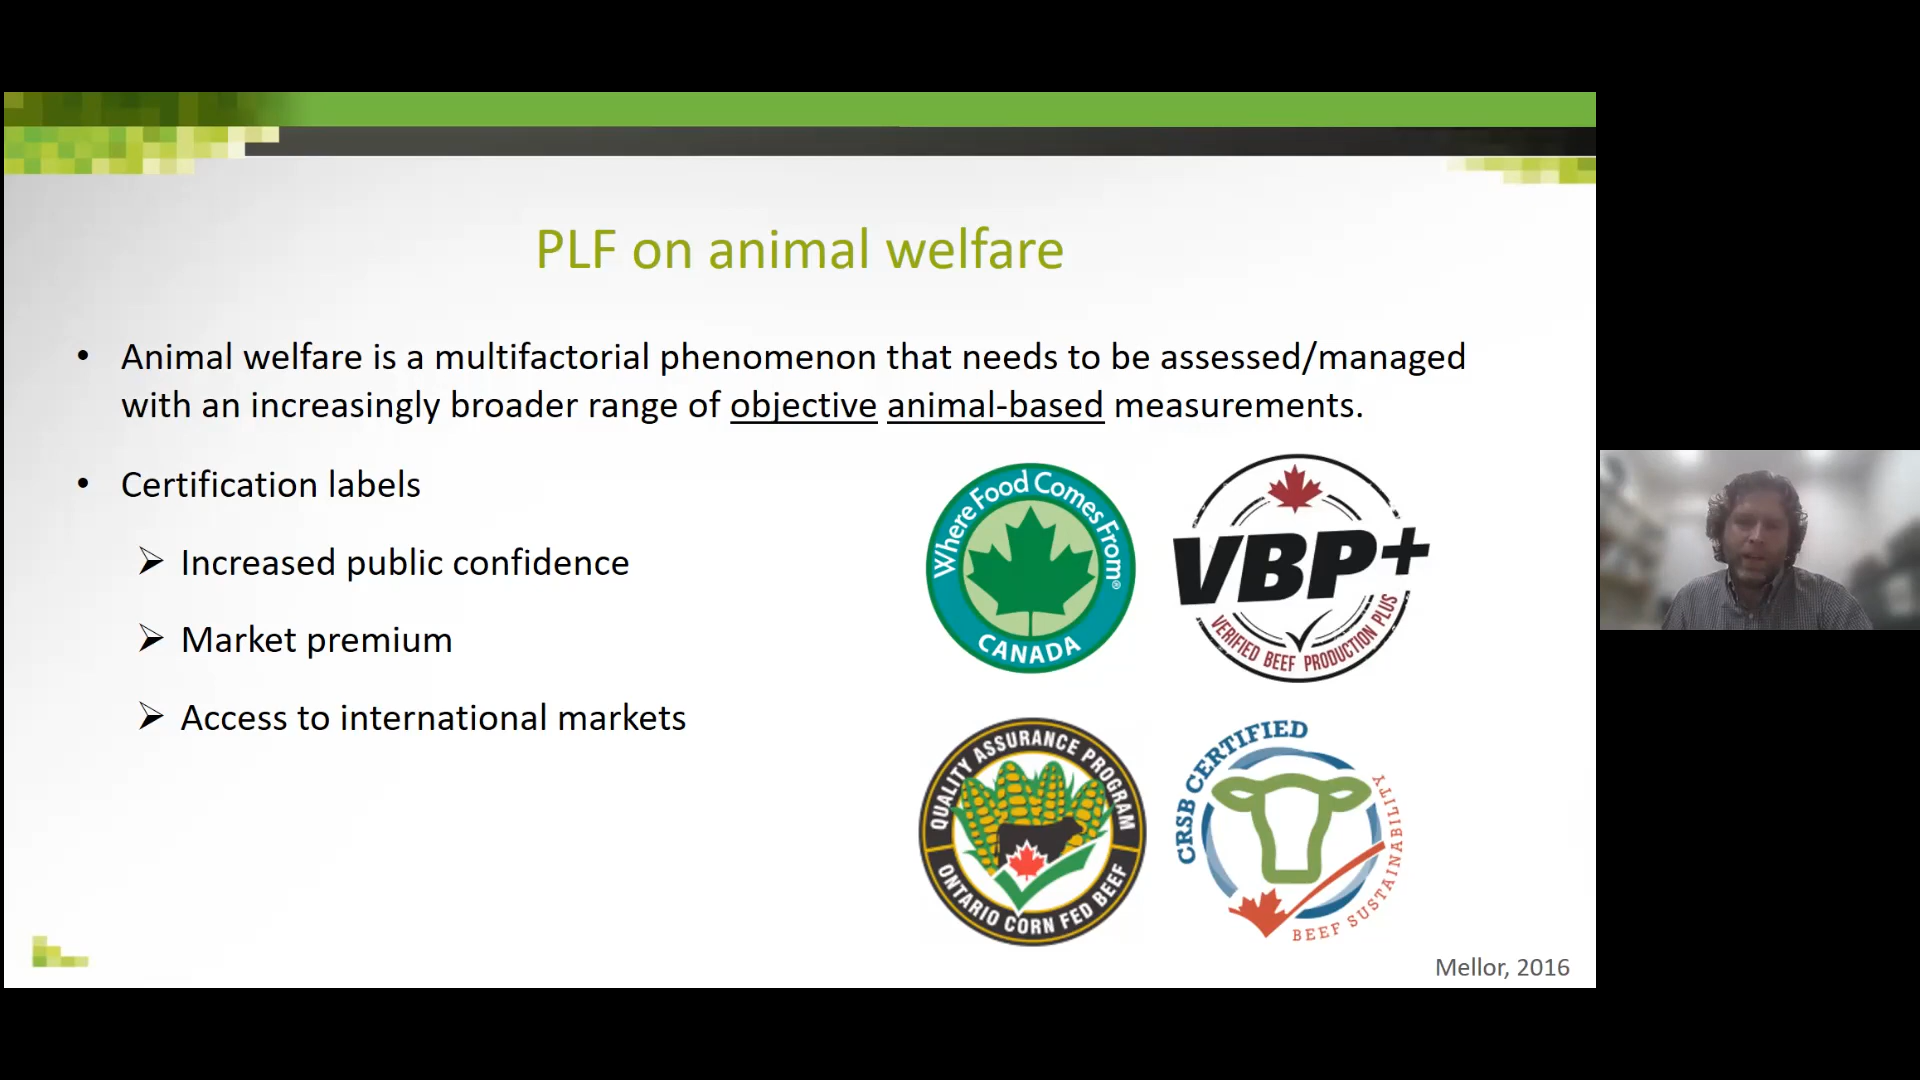 PLF on animal welfare
• Animal welfare is a multifactorial phenomenon that needs to be assessed/managed
with an increasingly broader range of objective animal-based measurements.
• Certification labels
➢ Increased public confidence
➢ Market premium
➢ Access to international markets
Where Food Comes From®
CANADA
VBP+
VERIFIED BEEF PRODUCTION PLUS
QUALITY ASSURANCE PROGRAM
ONTARIO CORN FED BEEF
CRSB CERTIFIED
BEEF SUSTAINABILITY
Mellor, 2016